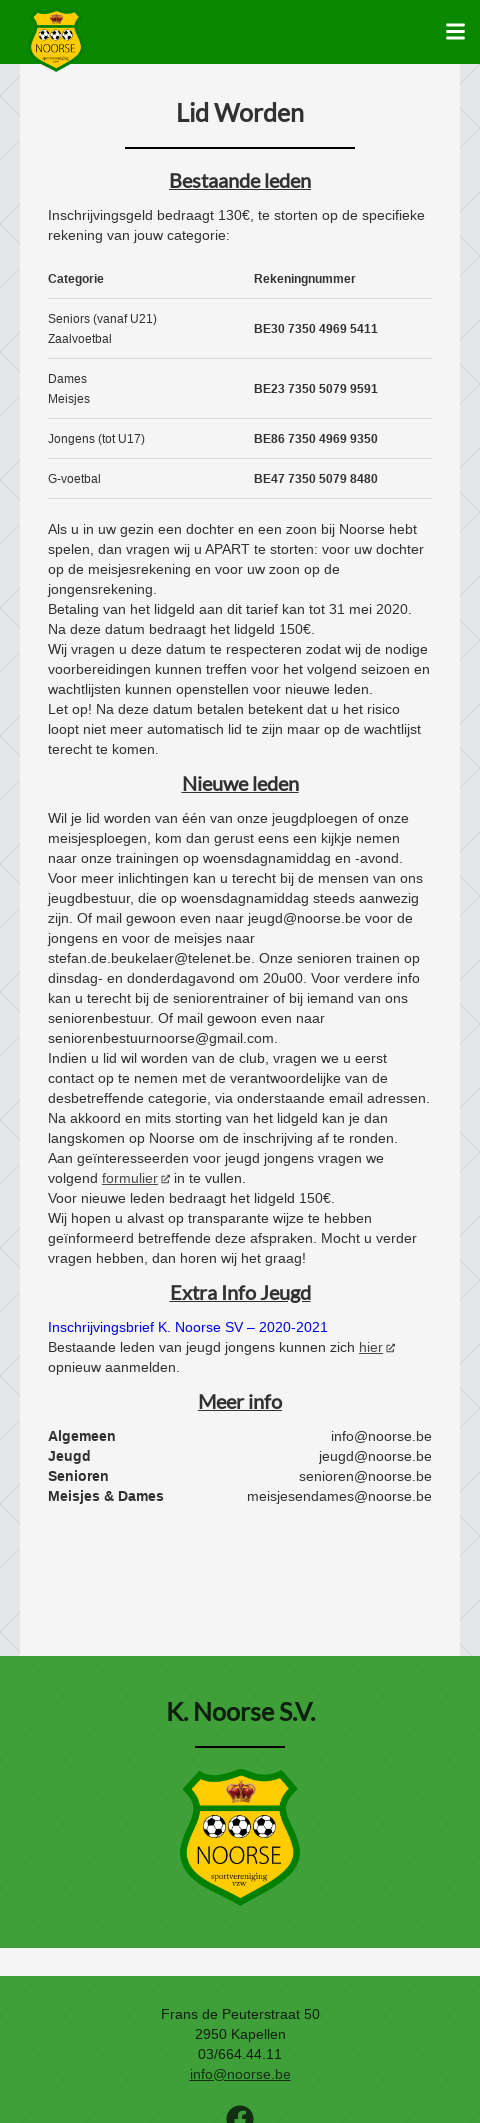 NOORSE
sportvereniging
vzw
Lid Worden
Bestaande leden
Inschrijvingsgeld bedraagt 130€, te storten op de specifieke
rekening van jouw categorie:
Categorie Rekeningnummer
Seniors (vanaf U21)
Zaalvoetbal
BE30 7350 4969 5411
Dames
Meisjes
BE23 7350 5079 9591
Jongens (tot U17) BE86 7350 4969 9350
G-voetbal BE47 7350 5079 8480
Als u in uw gezin een dochter en een zoon bij Noorse hebt
spelen, dan vragen wij u APART te storten: voor uw dochter
op de meisjesrekening en voor uw zoon op de
jongensrekening.
Betaling van het lidgeld aan dit tarief kan tot 31 mei 2020.
Na deze datum bedraagt het lidgeld 150€.
Wij vragen u deze datum te respecteren zodat wij de nodige
voorbereidingen kunnen treffen voor het volgend seizoen en
wachtlijsten kunnen openstellen voor nieuwe leden.
Let op! Na deze datum betalen betekent dat u het risico
loopt niet meer automatisch lid te zijn maar op de wachtlijst
terecht te komen.
Nieuwe leden
Wil je lid worden van één van onze jeugdploegen of onze
meisjesploegen, kom dan gerust eens een kijkje nemen
naar onze trainingen op woensdagnamiddag en -avond.
Voor meer inlichtingen kan u terecht bij de mensen van ons
jeugdbestuur, die op woensdagnamiddag steeds aanwezig
zijn. Of mail gewoon even naar jeugd@noorse.be voor de
jongens en voor de meisjes naar
stefan.de.beukelaer@telenet.be. Onze senioren trainen op
dinsdag- en donderdagavond om 20u00. Voor verdere info
kan u terecht bij de seniorentrainer of bij iemand van ons
seniorenbestuur. Of mail gewoon even naar
seniorenbestuurnoorse@gmail.com.
Indien u lid wil worden van de club, vragen we u eerst
contact op te nemen met de verantwoordelijke van de
desbetreffende categorie, via onderstaande email adressen.
Na akkoord en mits storting van het lidgeld kan je dan
langskomen op Noorse om de inschrijving af te ronden.
Aan geïnteresseerden voor jeugd jongens vragen we
volgend formulier in te vullen.
Voor nieuwe leden bedraagt het lidgeld 150€.
Wij hopen u alvast op transparante wijze te hebben
geïnformeerd betreffende deze afspraken. Mocht u verder
vragen hebben, dan horen wij het graag!
Extra Info Jeugd
Inschrijvingsbrief K. Noorse SV – 2020-2021
Bestaande leden van jeugd jongens kunnen zich hier
opnieuw aanmelden.
Meer info
Algemeen info@noorse.be
Jeugd jeugd@noorse.be
Senioren senioren@noorse.be
Meisjes & Dames meisjesendames@noorse.be
K. Noorse S.V.
NOORSE
sportvereniging
vzw
Frans de Peuterstraat 50
2950 Kapellen
03/664.44.11
info@noorse.be